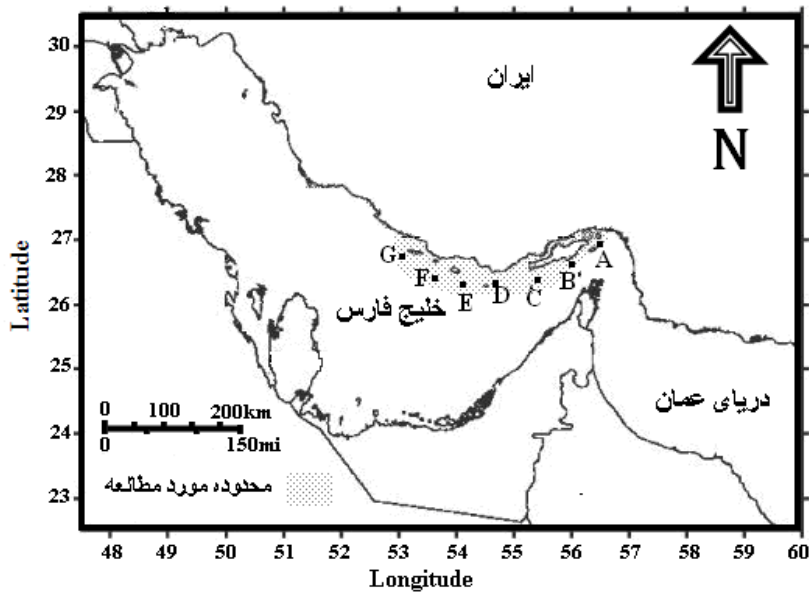 30
29
28
27
26
25
24
23
Latitude
48 49 50 51 52 53 54 55 56 57 58 59 60
Longitude
ایران
N
خلیج فارس
دریای عمان
A
B
C
D
E
F
G
0 100 200km
0 150mi
محدوده مورد مطالعه